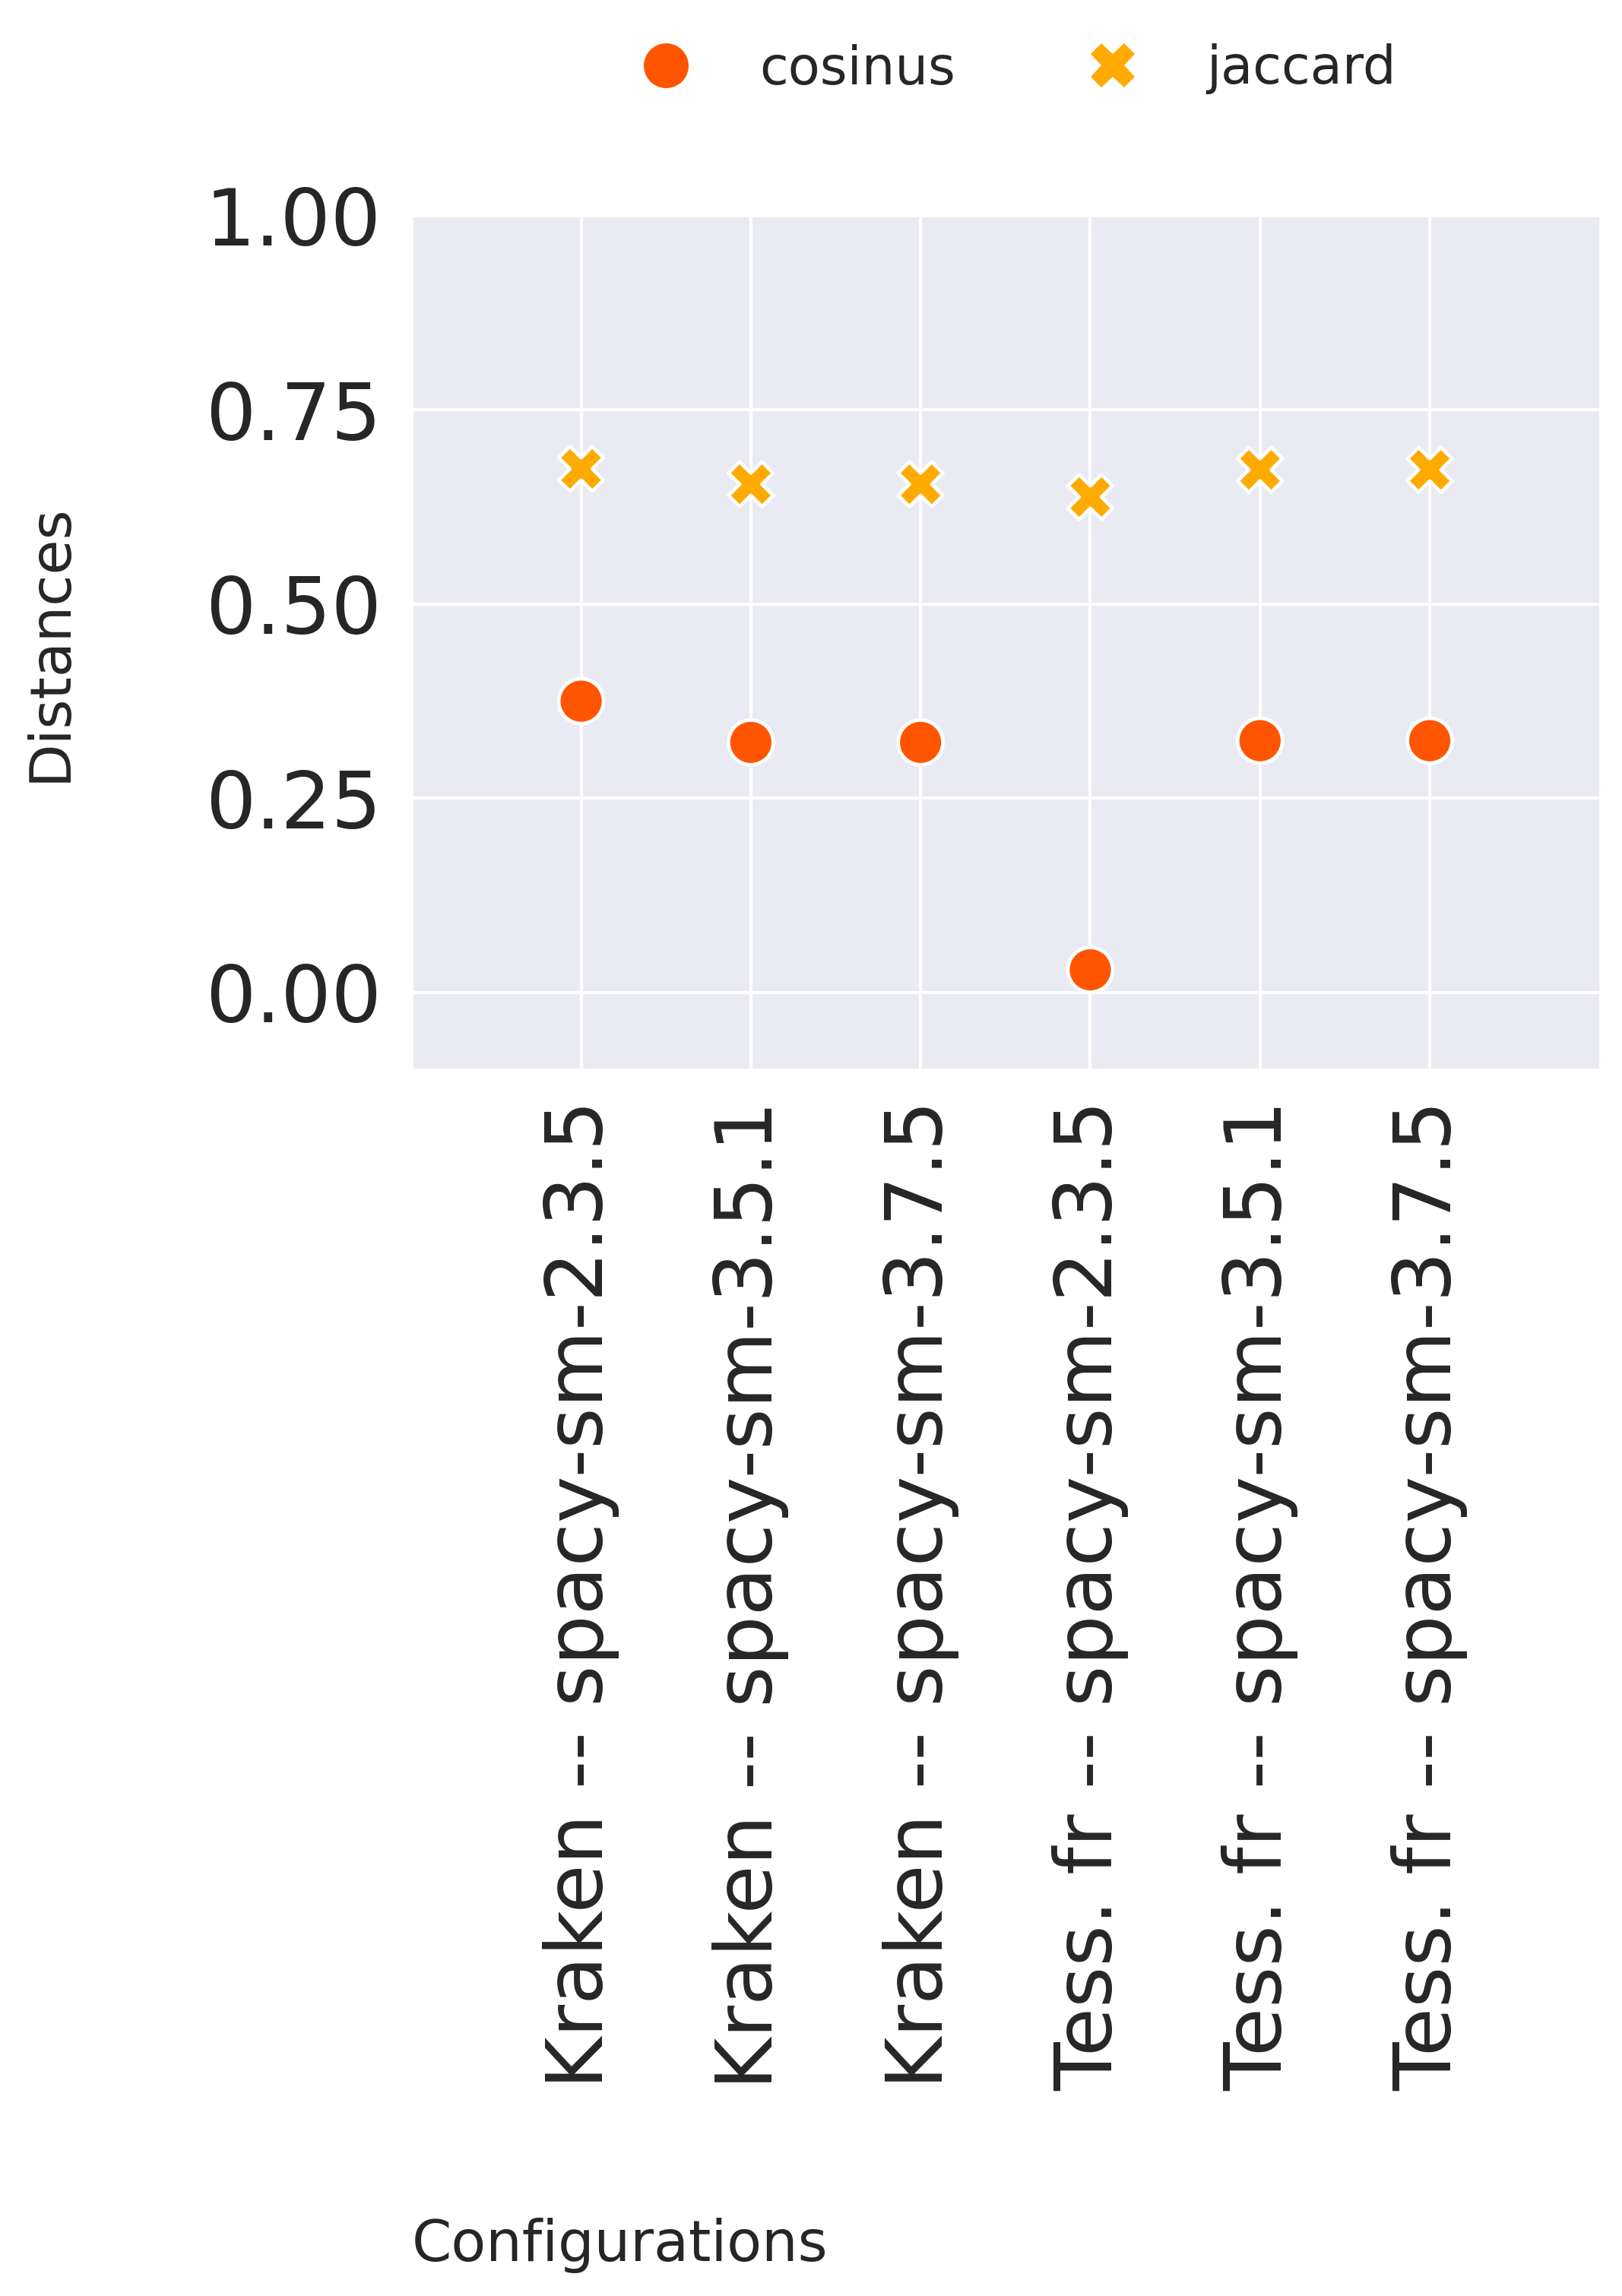 cosinus jaccard
1.00
0.75
0.50
0.25
0.00
Distances
Kraken -- spacy-sm-2.3.5
Kraken -- spacy-sm-3.5.1
Kraken -- spacy-sm-3.7.5
Tess. fr -- spacy-sm-2.3.5
Tess. fr -- spacy-sm-3.5.1
Tess. fr -- spacy-sm-3.7.5
Configurations